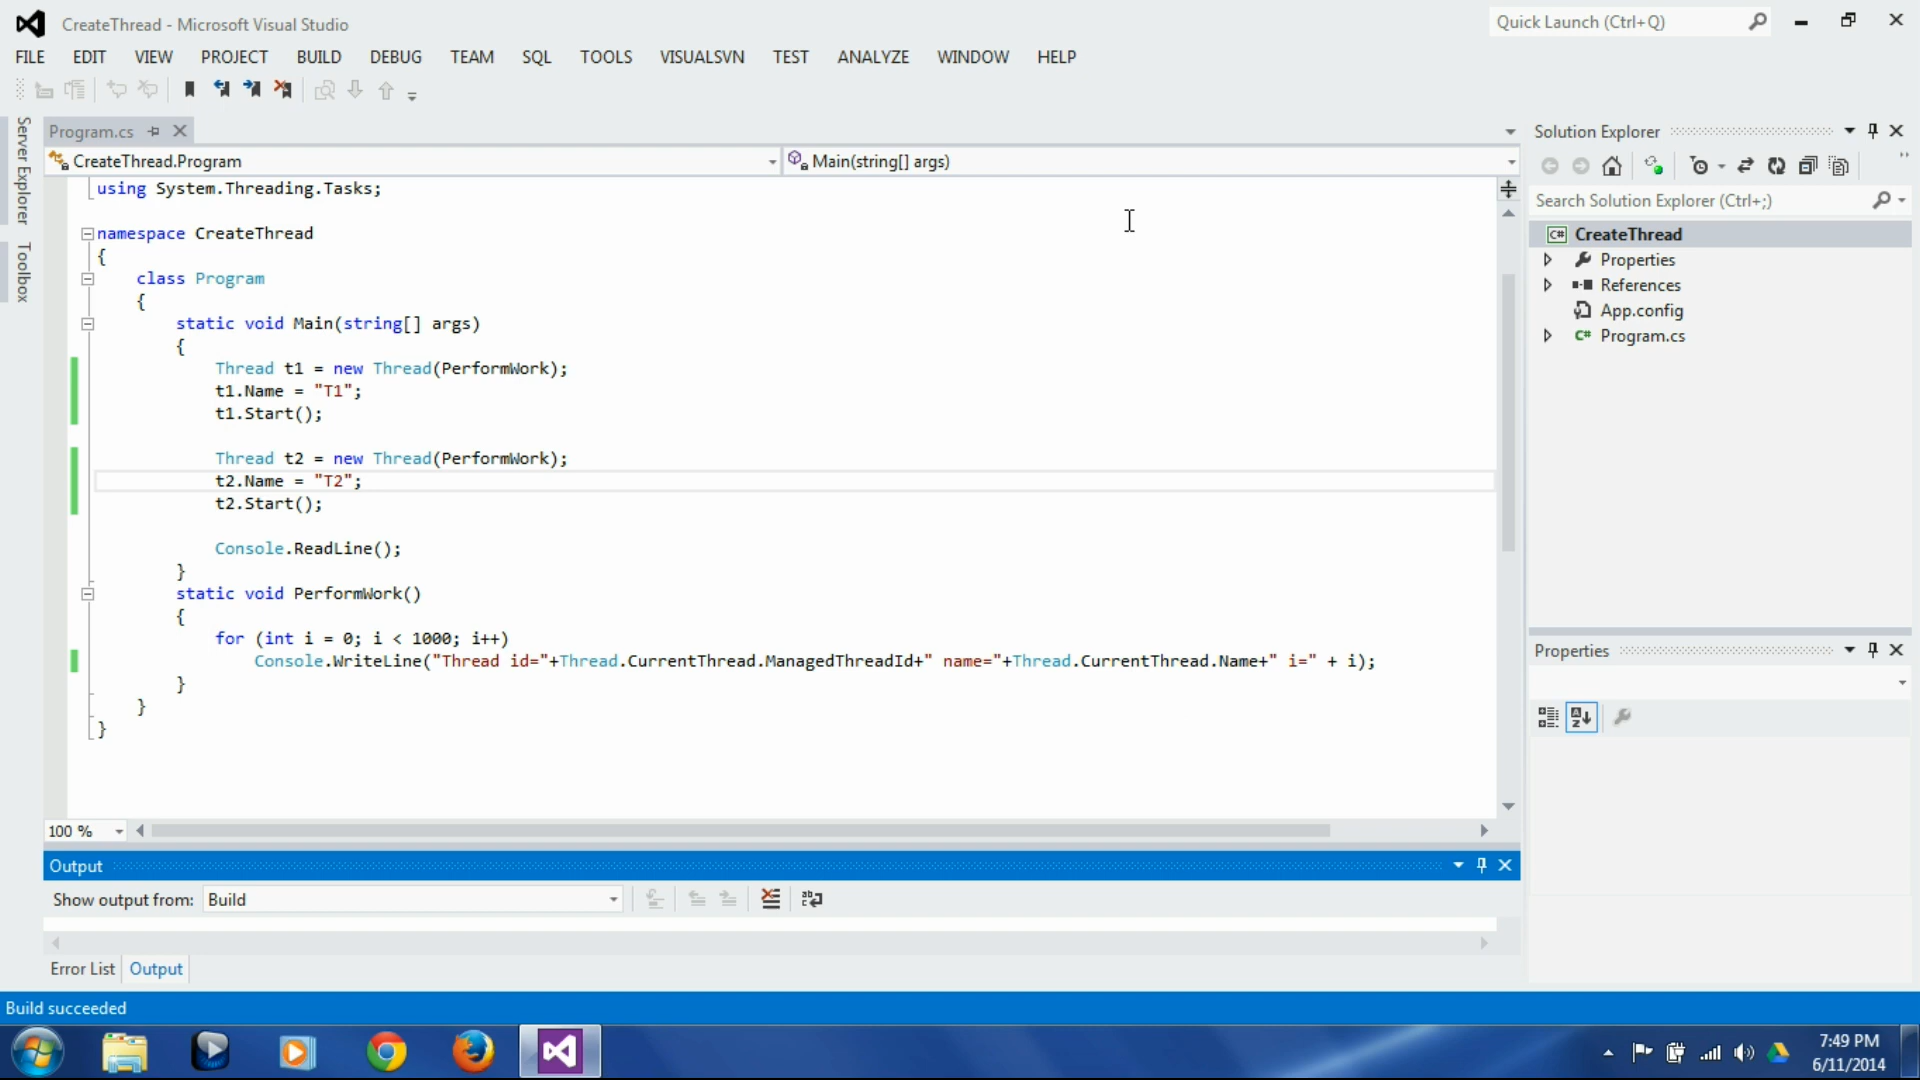 CreateThread - Microsoft Visual Studio
Quick Launch (Ctrl+Q)
FILE EDIT VIEW PROJECT BUILD DEBUG TEAM SQL TOOLS VISUALSVN TEST ANALYZE WINDOW HELP
Server Explorer
Toolbox
Program.cs
CreateThread.Program
Main(string[] args)
using System.Threading.Tasks;
namespace CreateThread
{
class Program
{
static void Main(string[] args)
{
Thread t1 = new Thread(PerformWork);
t1.Name = "T1";
t1.Start();
Thread t2 = new Thread(PerformWork);
t2.Name = "T2";
t2.Start();
Console.ReadLine();
}
static void PerformWork()
{
for (int i = 0; i < 1000; i++)
Console.WriteLine("Thread id="+Thread.CurrentThread.ManagedThreadId+" name="+Thread.CurrentThread.Name+" i=" + i);
}
}
}
100 %
Output
Show output from: Build
Error List Output
Build succeeded
Solution Explorer
Search Solution Explorer (Ctrl+;)
C# CreateThread
Properties
References
App.config
C# Program.cs
Properties
7:49 PM
6/11/2014